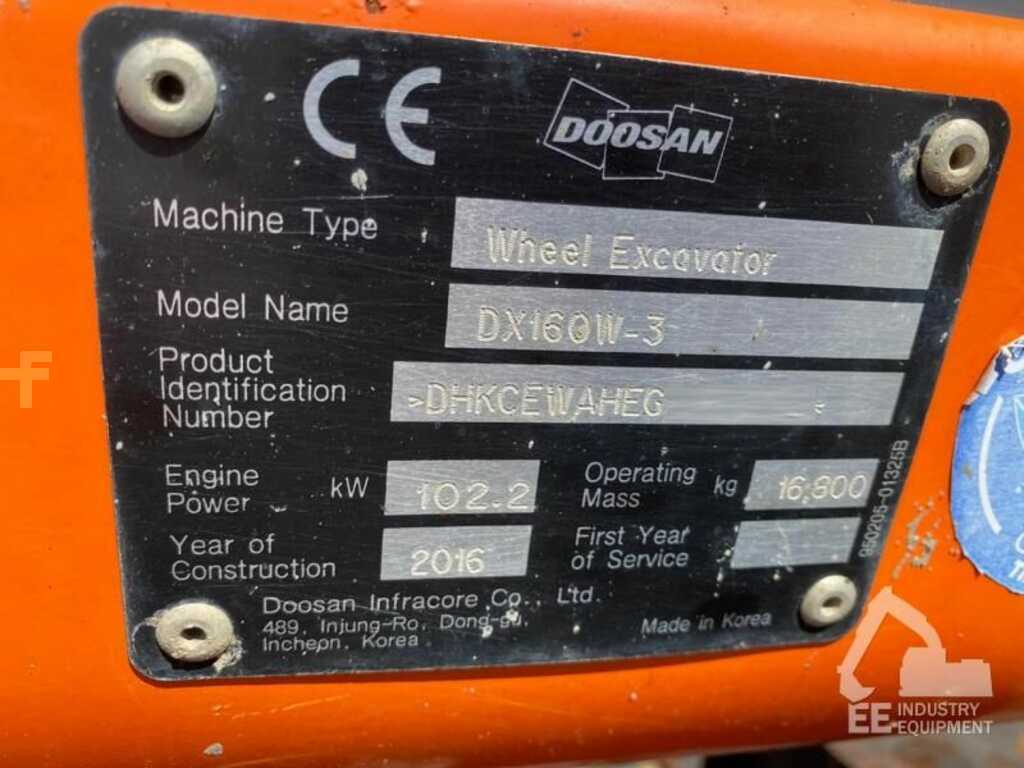 CE
DOOSAN
Machine Type Wheel Excavator
Model Name DX160W-3
Product
Identification
Number >DHKCEWAHEG
Engine
Power kW 102.2
Operating
Mass kg 16,800
Year of
Construction 2016
First Year
of Service
950205-01325B
Doosan Infracore Co., Ltd.
489, Injung-Ro, Dong-gu,
Incheon, Korea
Made in Korea
EE INDUSTRY
EQUIPMENT